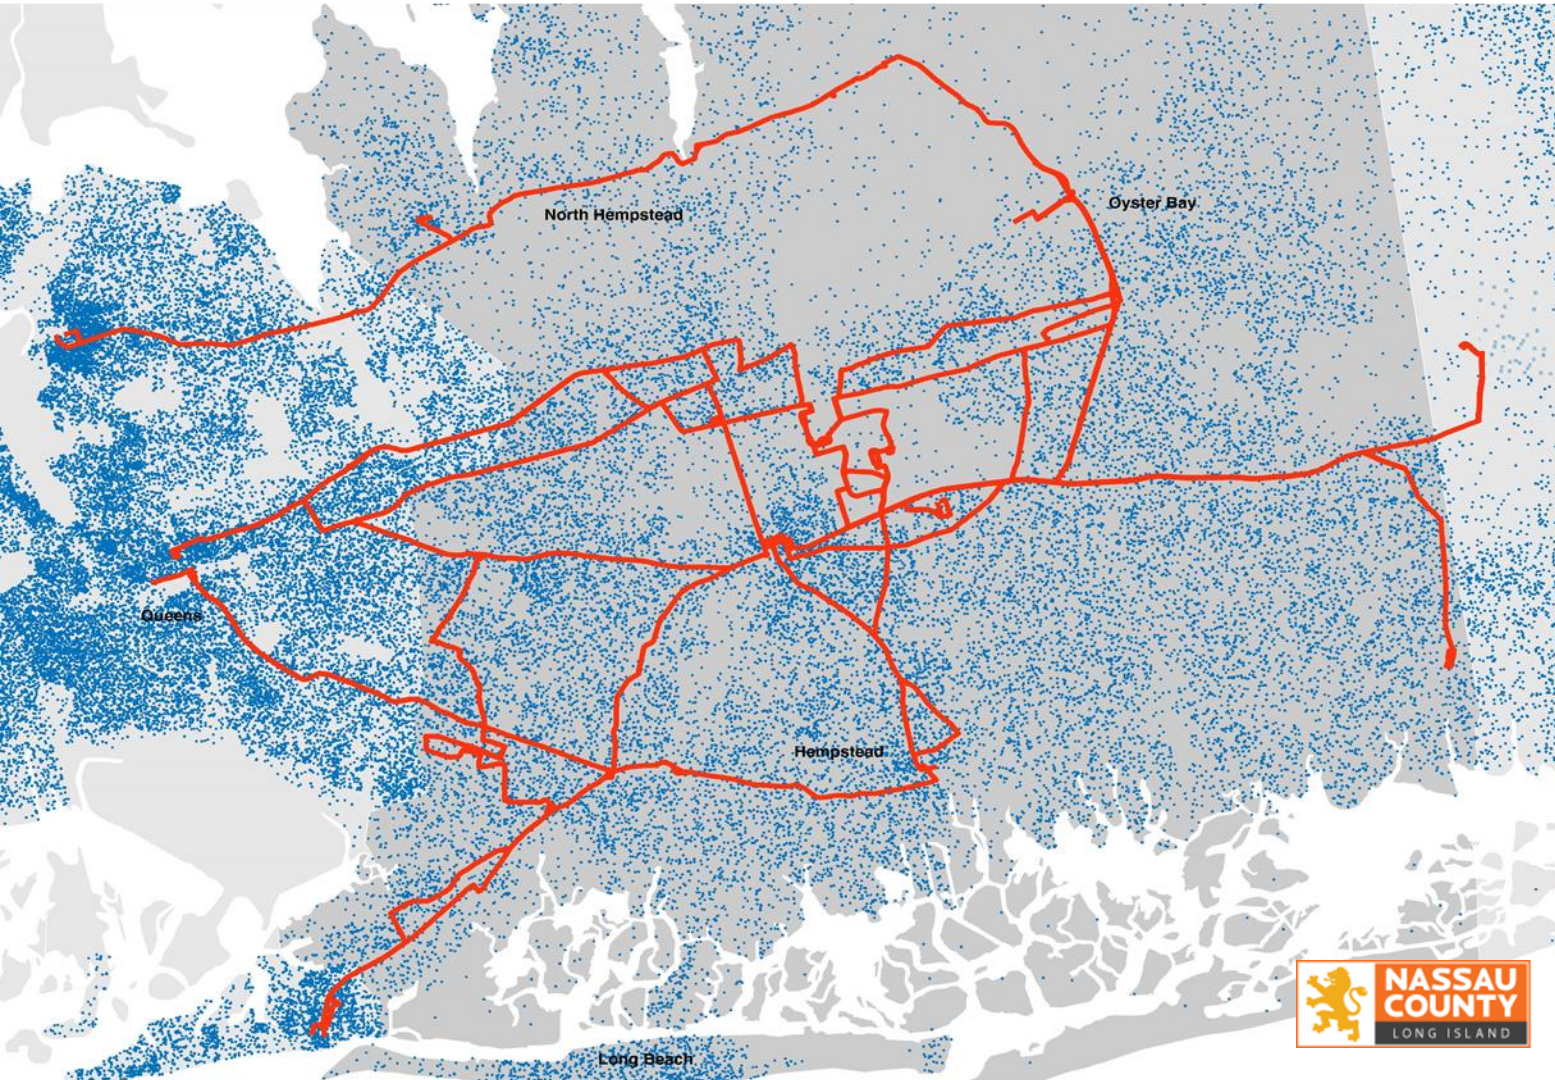 Oyster Bay
North Hempstead
Queens
Hempstead
NASSAU
COUNTY
LONG ISLAND
Long Beach